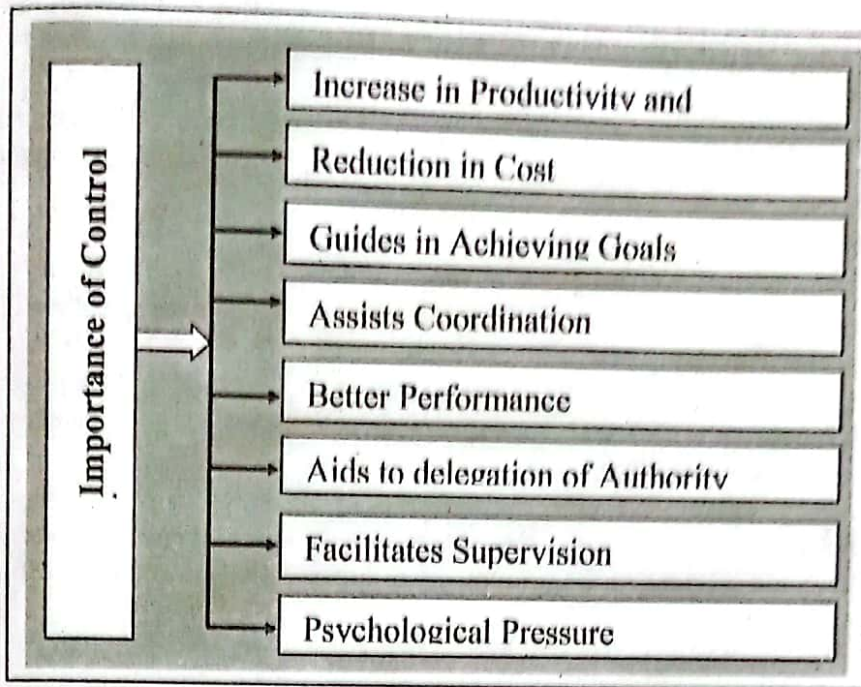 Importance of Control
Increase in Productivity and
Reduction in Cost
Guides in Achieving Goals
Assists Coordination
Better Performance
Aids to delegation of Authority
Facilitates Supervision
Psychological Pressure